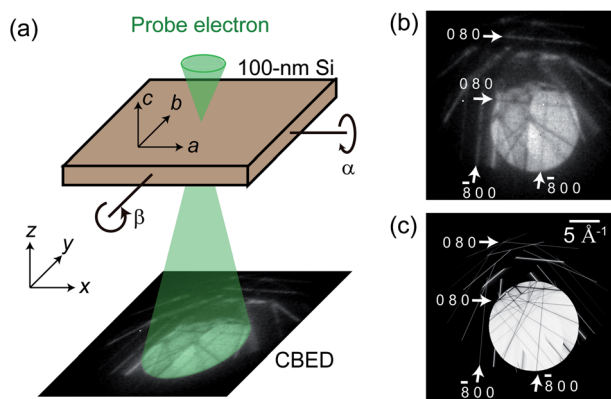 (a)
Probe electron
100-nm Si
c
b
a
α
β
z
y
x
CBED
(b)
0 8 0
0 8 0
8̄ 0 0
8̄ 0 0
(c)
5 Å⁻¹
0 8 0
0 8 0
8̄ 0 0
8̄ 0 0